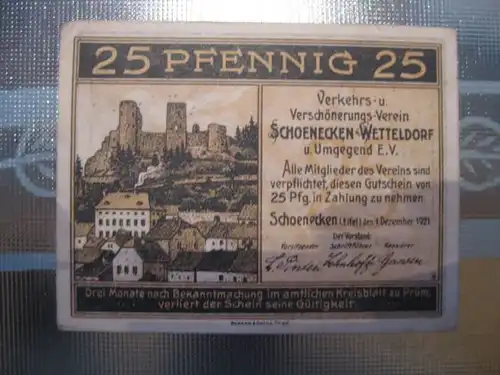 25 PFENNIG 25
Verkehrs- u.
Verschönerungs-Verein
SCHOENECKEN-WETTELDORF
u. Umgegend E.V.
Alle Mitglieder des Vereins sind
verpflichtet, diesen Gutschein von
25 Pfg. in Zahlung zu nehmen.
Schoenecken (Eifel) den 1. Dezember 1921.
Der Vorstand:
Vorsitzender Schriftführer Kassierer
Drei Monate nach Bekanntmachung im amtlichen Kreisblatt zu Prüm,
verliert der Schein seine Gültigkeit.